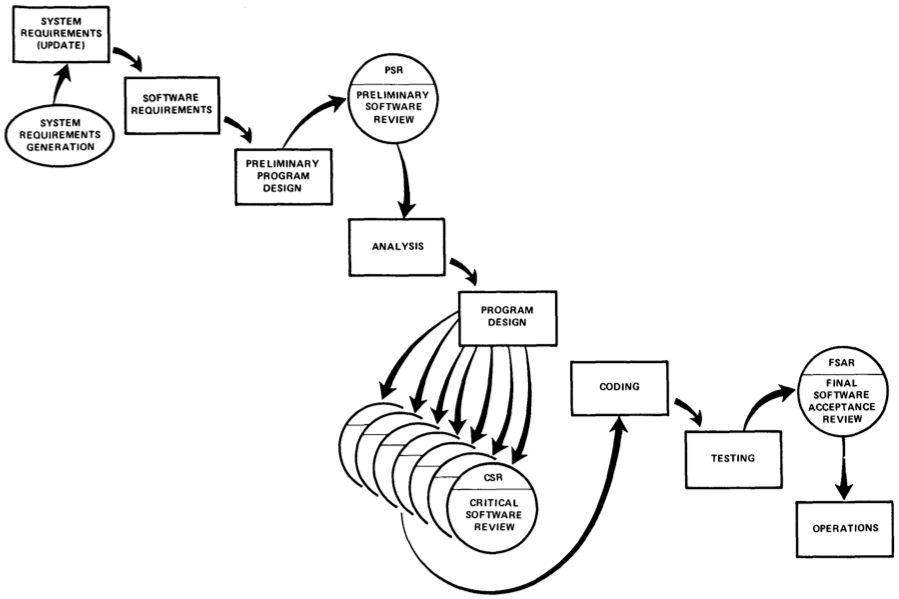 SYSTEM
REQUIREMENTS
(UPDATE)
SYSTEM
REQUIREMENTS
GENERATION
SOFTWARE
REQUIREMENTS
PRELIMINARY
PROGRAM
DESIGN
PSR
PRELIMINARY
SOFTWARE
REVIEW
ANALYSIS
PROGRAM
DESIGN
CSR
CRITICAL
SOFTWARE
REVIEW
CODING
TESTING
FSAR
FINAL
SOFTWARE
ACCEPTANCE
REVIEW
OPERATIONS